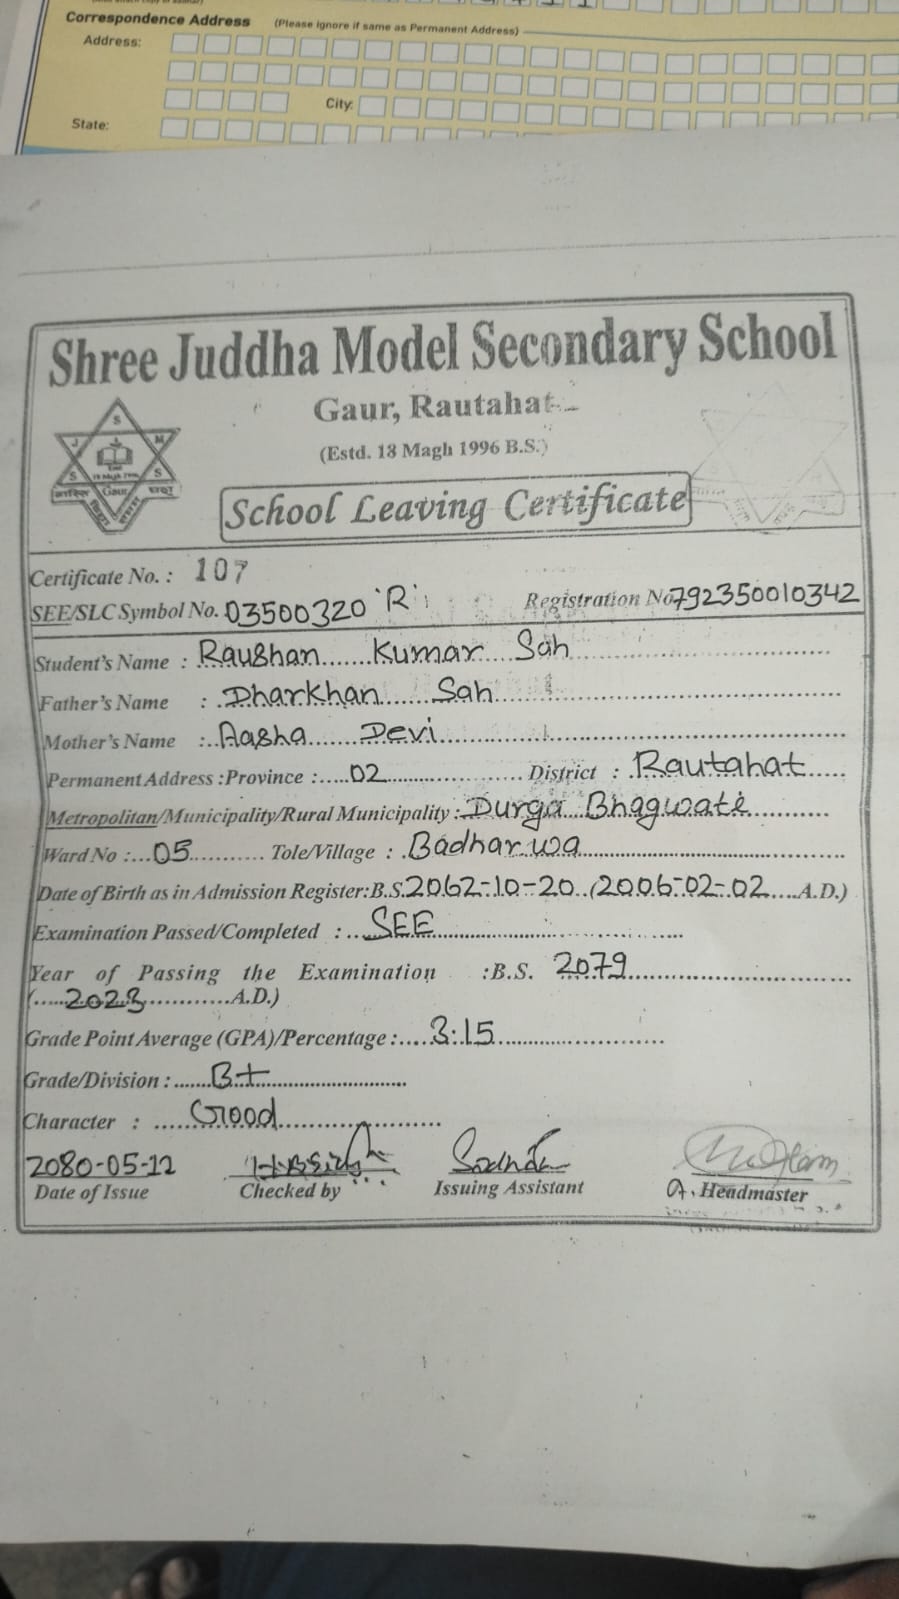 Correspondence Address (Please ignore if same as Permanent Address)
Address:
City:
State:
Shree Juddha Model Secondary School
Gaur, Rautahat
(Estd. 18 Magh 1996 B.S.)
School Leaving Certificate
Certificate No. : 107
SEE/SLC Symbol No. 03500320 'R' Registration No 792350010342
Student's Name : Raushan Kumar Sah
Father's Name : Dharkhan Sah
Mother's Name : Aasha Devi
Permanent Address : Province : 02 District : Rautahat
Metropolitan/Municipality/Rural Municipality : Durga Bhagwati
Ward No : 05 Tole/Village : Badharwa
Date of Birth as in Admission Register: B.S. 2062-10-20 (2006-02-02 A.D.)
Examination Passed/Completed : SEE
Year of Passing the Examination : B.S. 2079
(2023 A.D.)
Grade Point Average (GPA)/Percentage : 3.15
Grade/Division : B+
Character : Good
2080-05-12
Date of Issue Checked by Issuing Assistant A. Headmaster